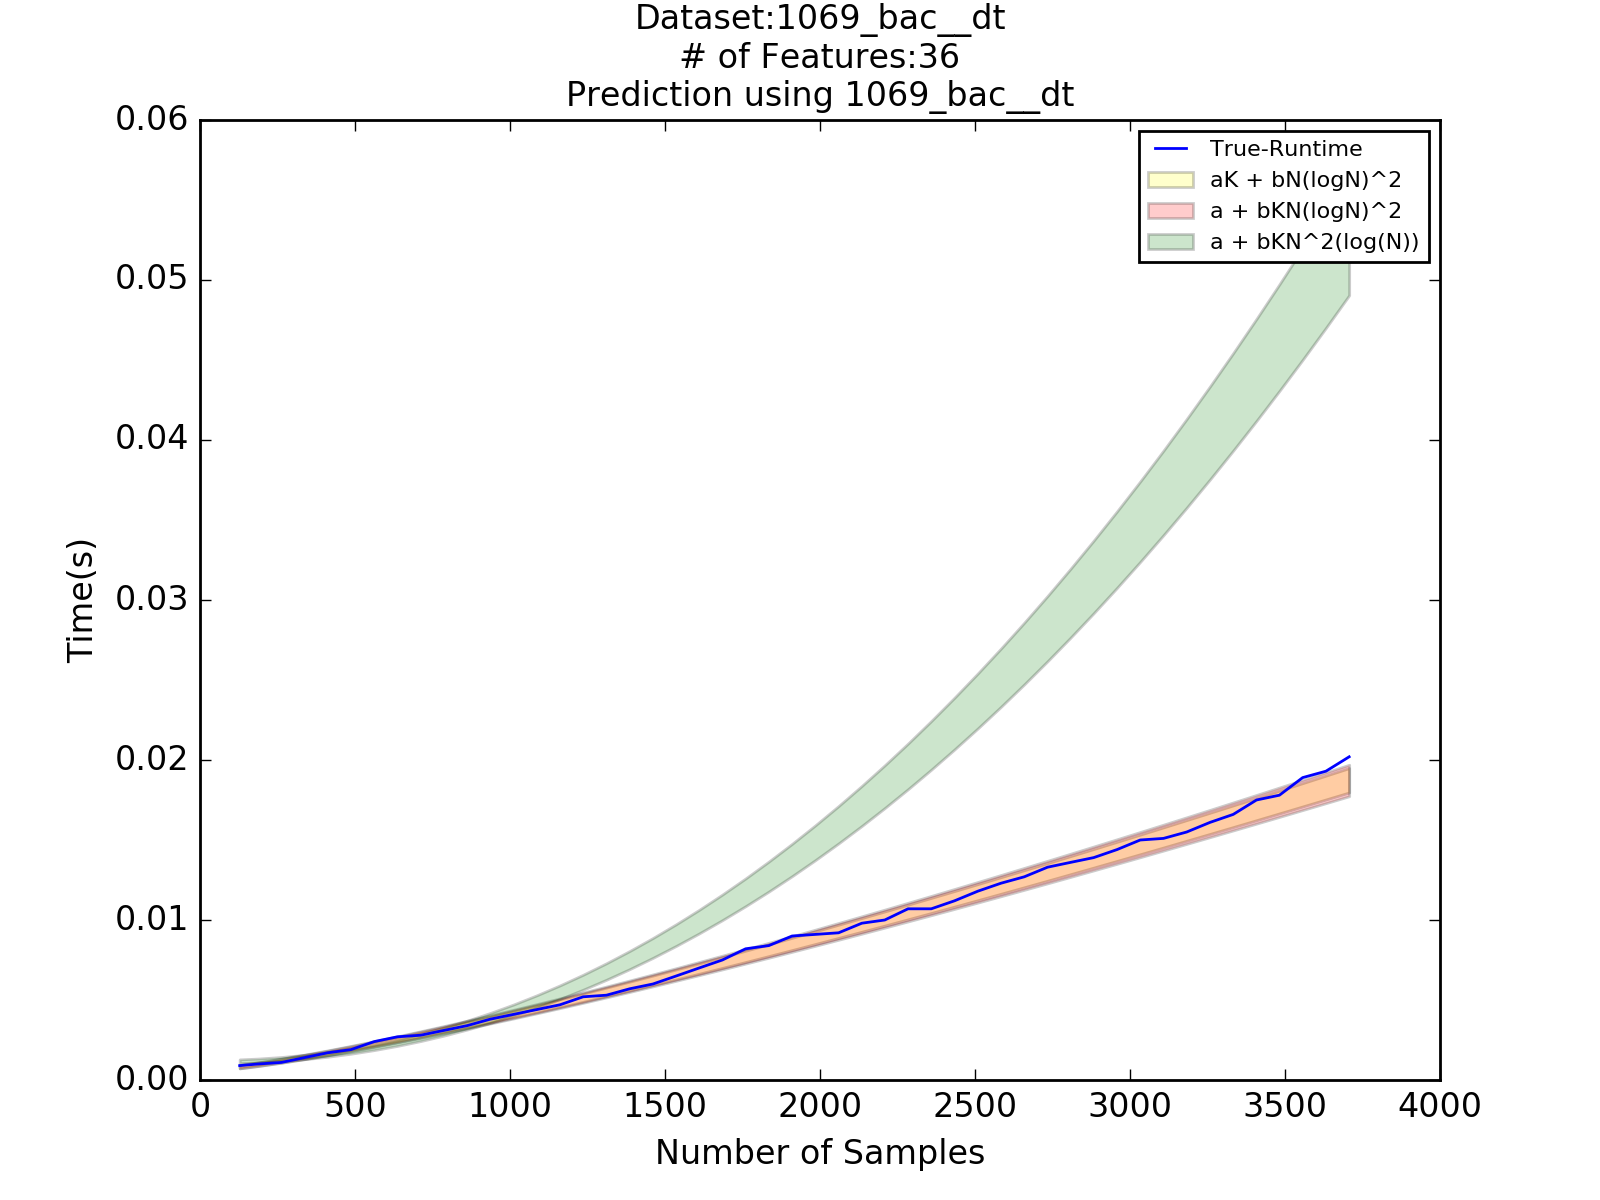 Dataset:1069_bac__dt
# of Features:36
Prediction using 1069_bac__dt
0.06
0.05
0.04
0.03
0.02
0.01
0.00
Time(s)
True-Runtime
aK + bN(logN)^2
a + bKN(logN)^2
a + bKN^2(log(N))
0 500 1000 1500 2000 2500 3000 3500 4000
Number of Samples